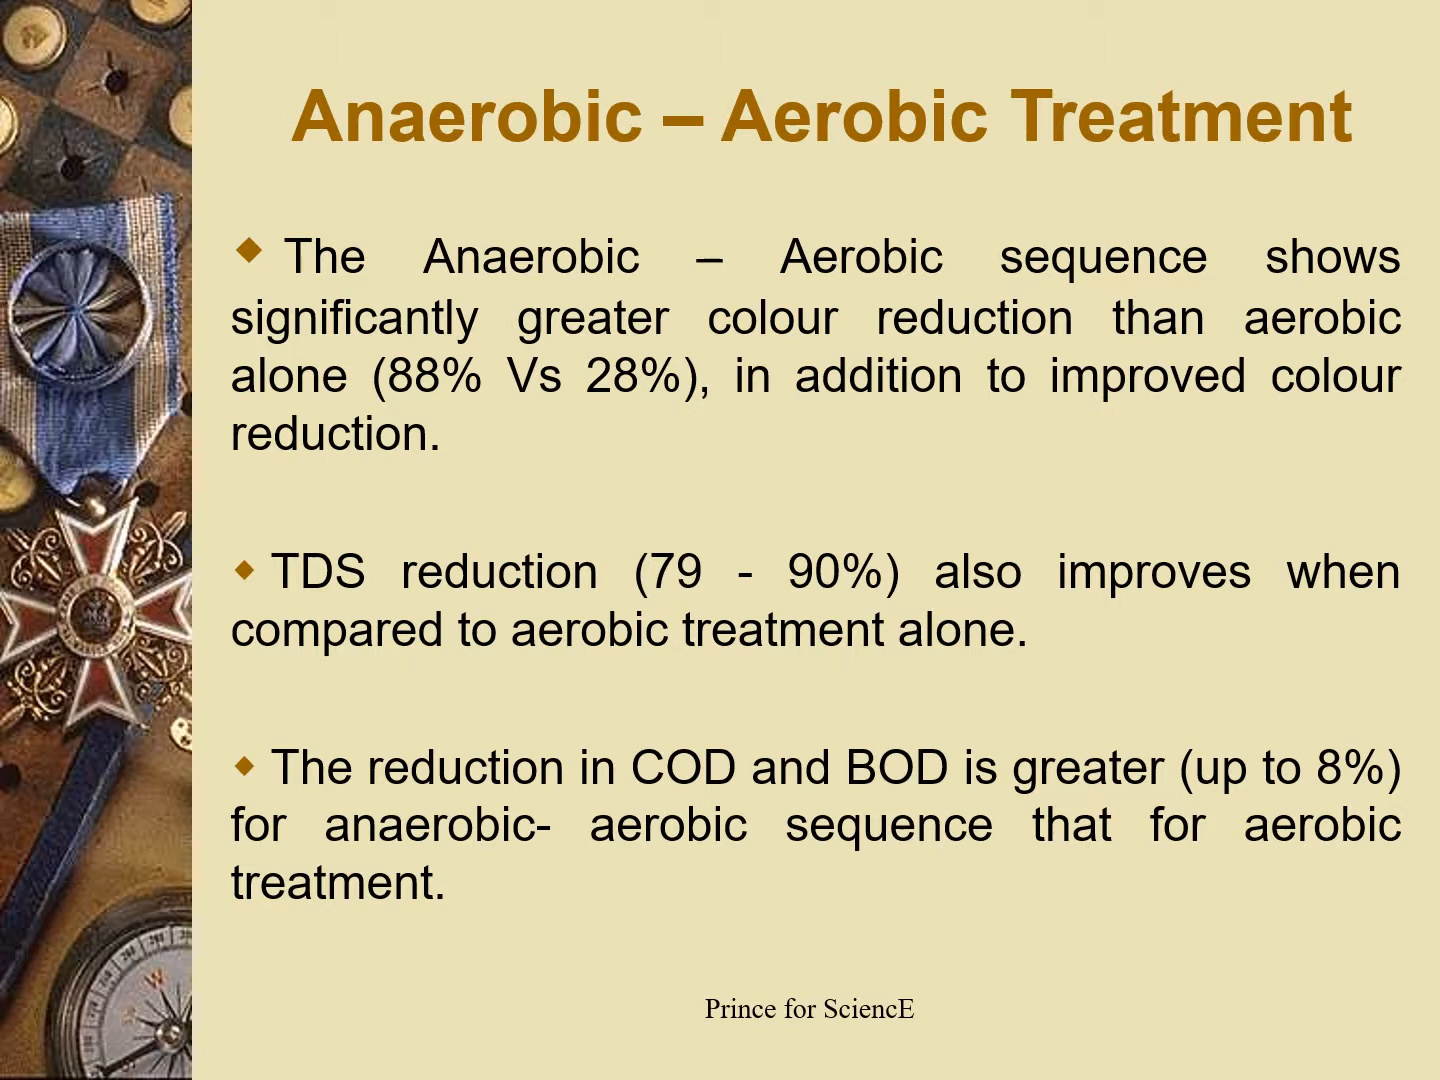 Anaerobic – Aerobic Treatment
The Anaerobic – Aerobic sequence shows
significantly greater colour reduction than aerobic
alone (88% Vs 28%), in addition to improved colour
reduction.
TDS reduction (79 - 90%) also improves when
compared to aerobic treatment alone.
The reduction in COD and BOD is greater (up to 8%)
for anaerobic- aerobic sequence that for aerobic
treatment.
Prince for SciencE